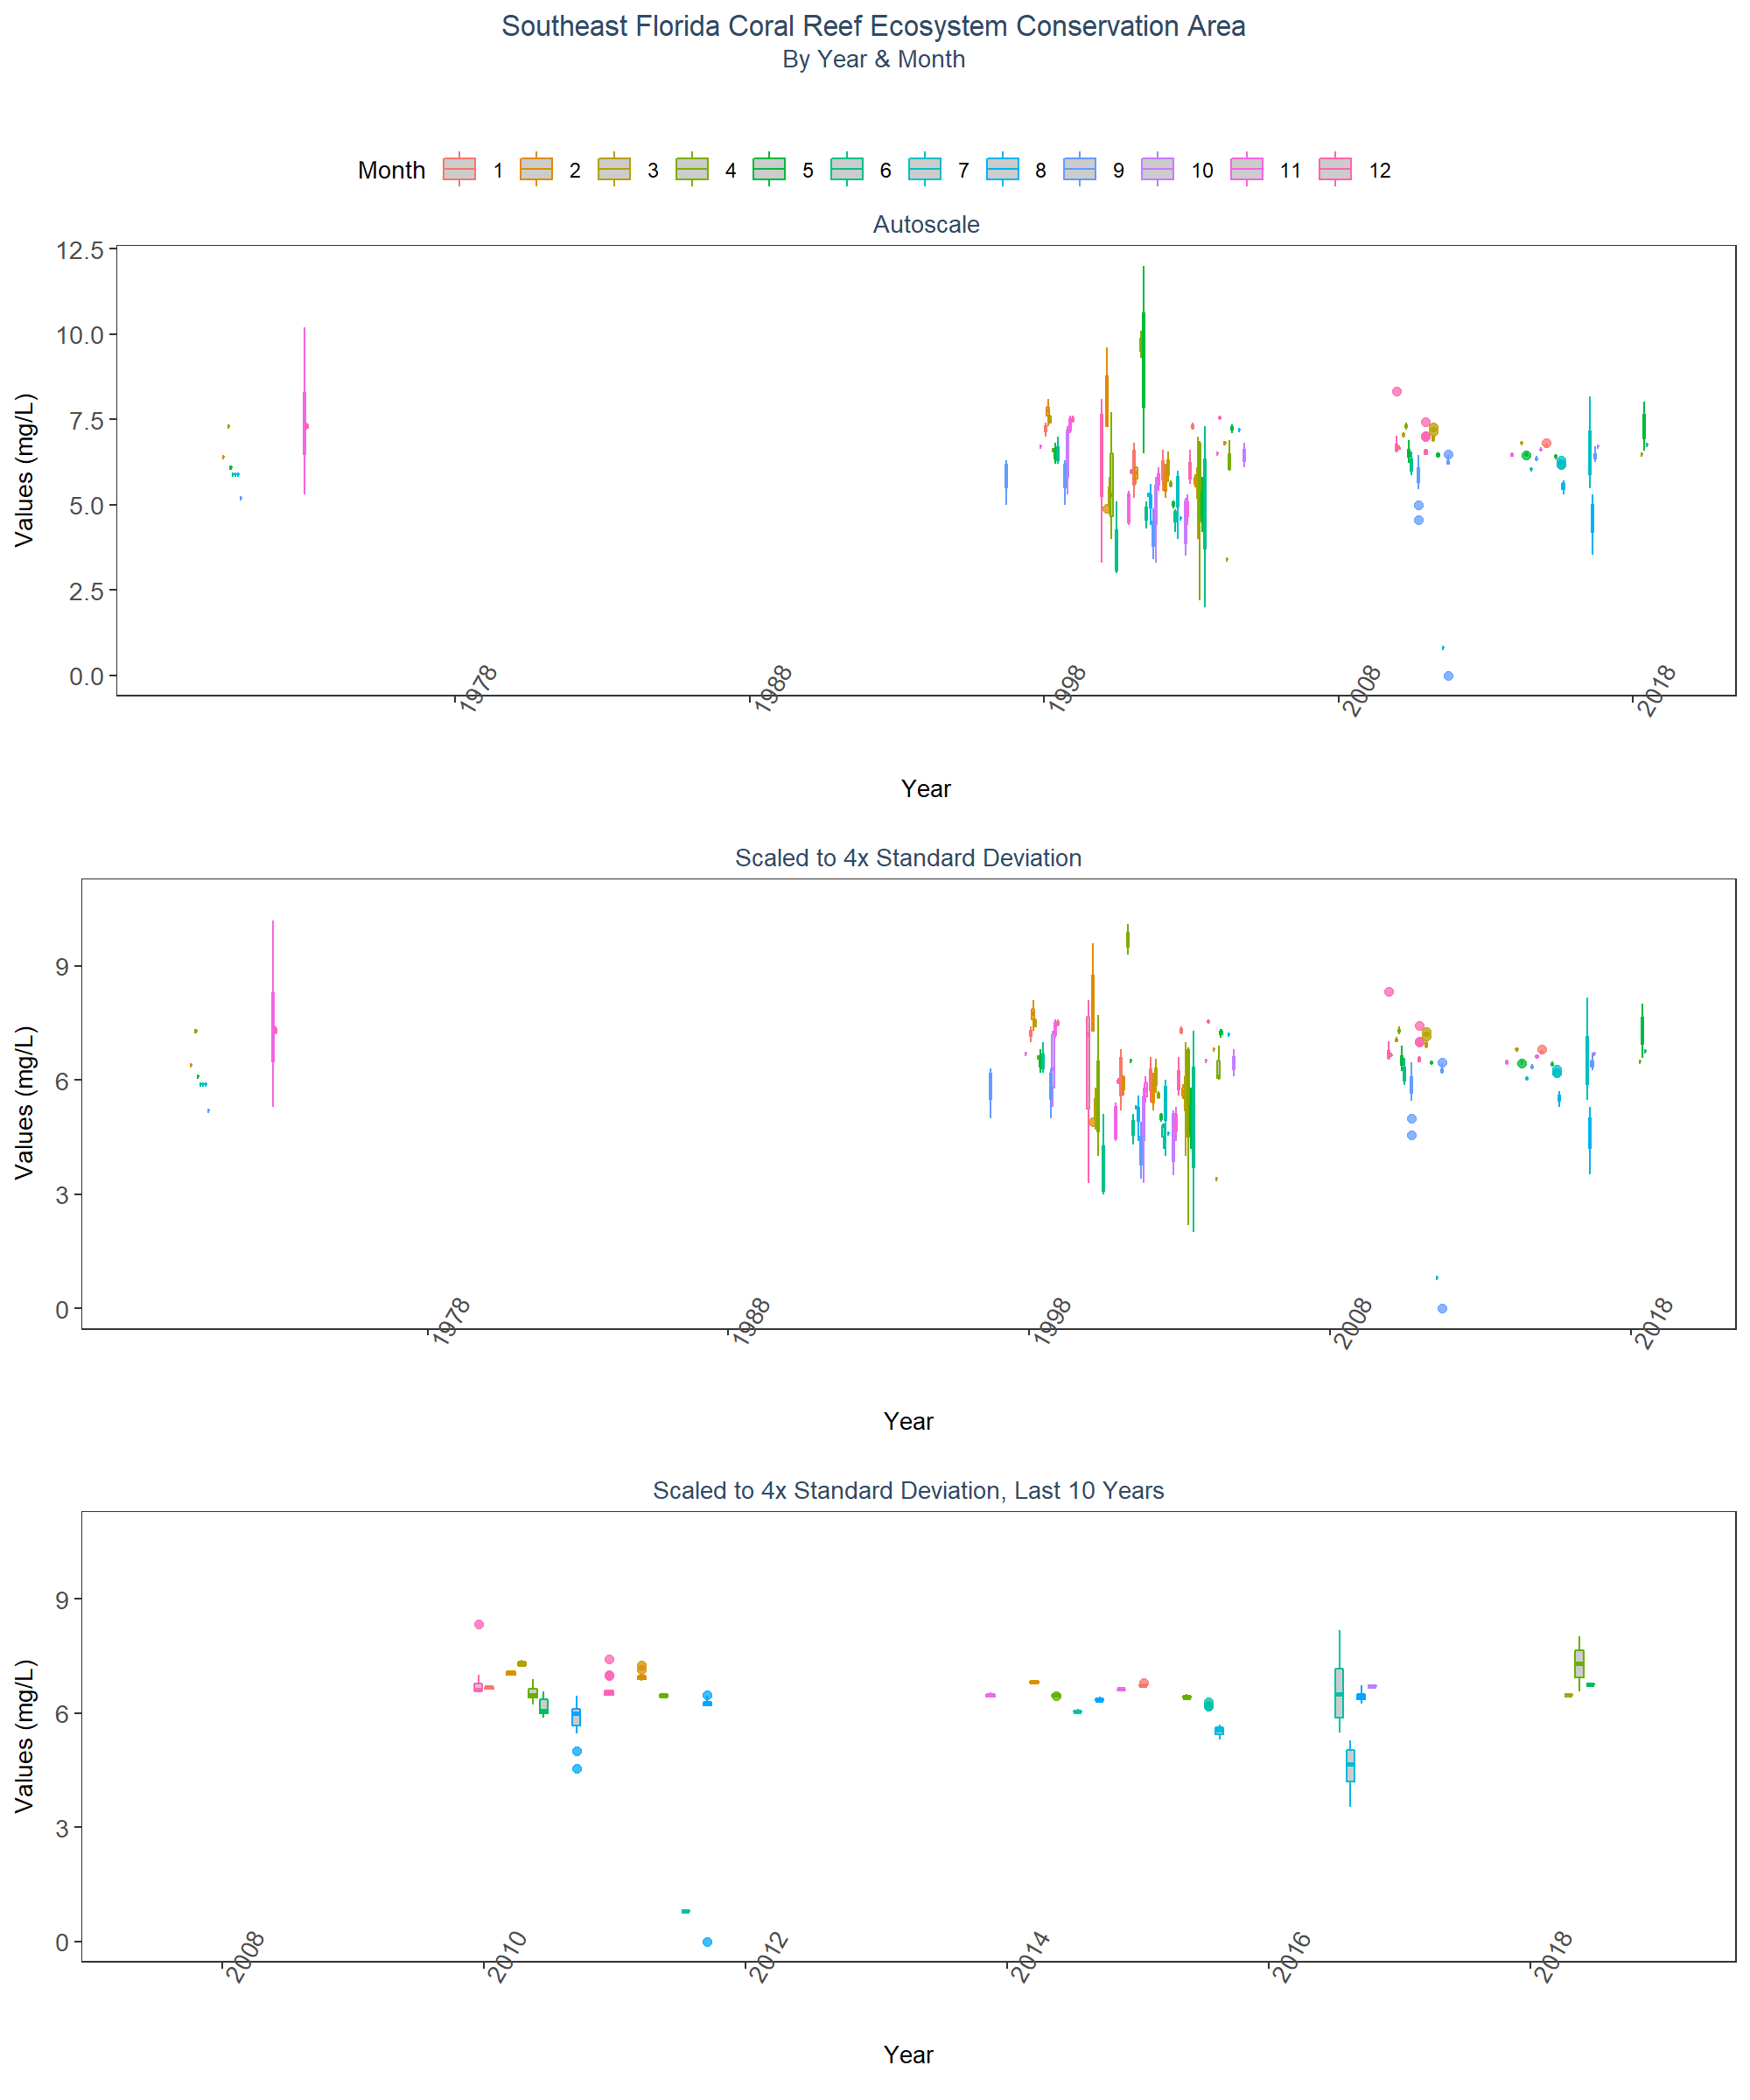 Southeast Florida Coral Reef Ecosystem Conservation Area
By Year & Month
Month 1 2 3 4 5 6 7 8 9 10 11 12
Autoscale
Values (mg/L)
12.5
10.0
7.5
5.0
2.5
0.0
1978 1988 1998 2008 2018
Year
Scaled to 4x Standard Deviation
Values (mg/L)
9
6
3
0
1978 1988 1998 2008 2018
Year
Scaled to 4x Standard Deviation, Last 10 Years
Values (mg/L)
9
6
3
0
2008 2010 2012 2014 2016 2018
Year